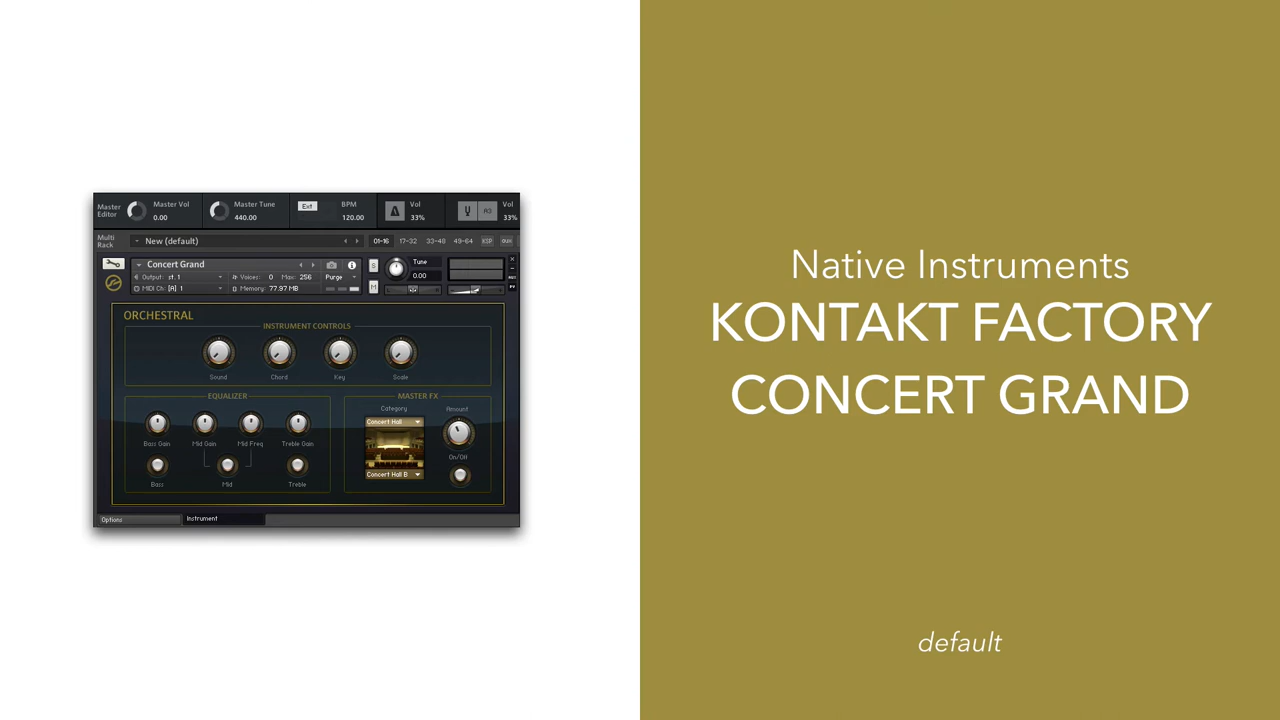 Master Editor
Master Vol
0.00
Master Tune
440.00
Ext
BPM
120.00
Vol
33%
A3
Vol
33%
Multi Rack
New (default)
01-16
17-32
33-48
49-64
KSP
aux
Concert Grand
Output: st.1
Voices: 0
Max: 256
Purge
MIDI Ch: [A] 1
Memory: 77.97 MB
S
M
Tune
0.00
AUX
PV
ORCHESTRAL
INSTRUMENT CONTROLS
Sound
Chord
Key
Scale
EQUALIZER
Bass Gain
Mid Gain
Mid Freq
Treble Gain
Bass
Mid
Treble
MASTER FX
Category
Concert Hall
Concert Hall B
Amount
On/Off
Options
Instrument
Native Instruments
KONTAKT FACTORY
CONCERT GRAND
default